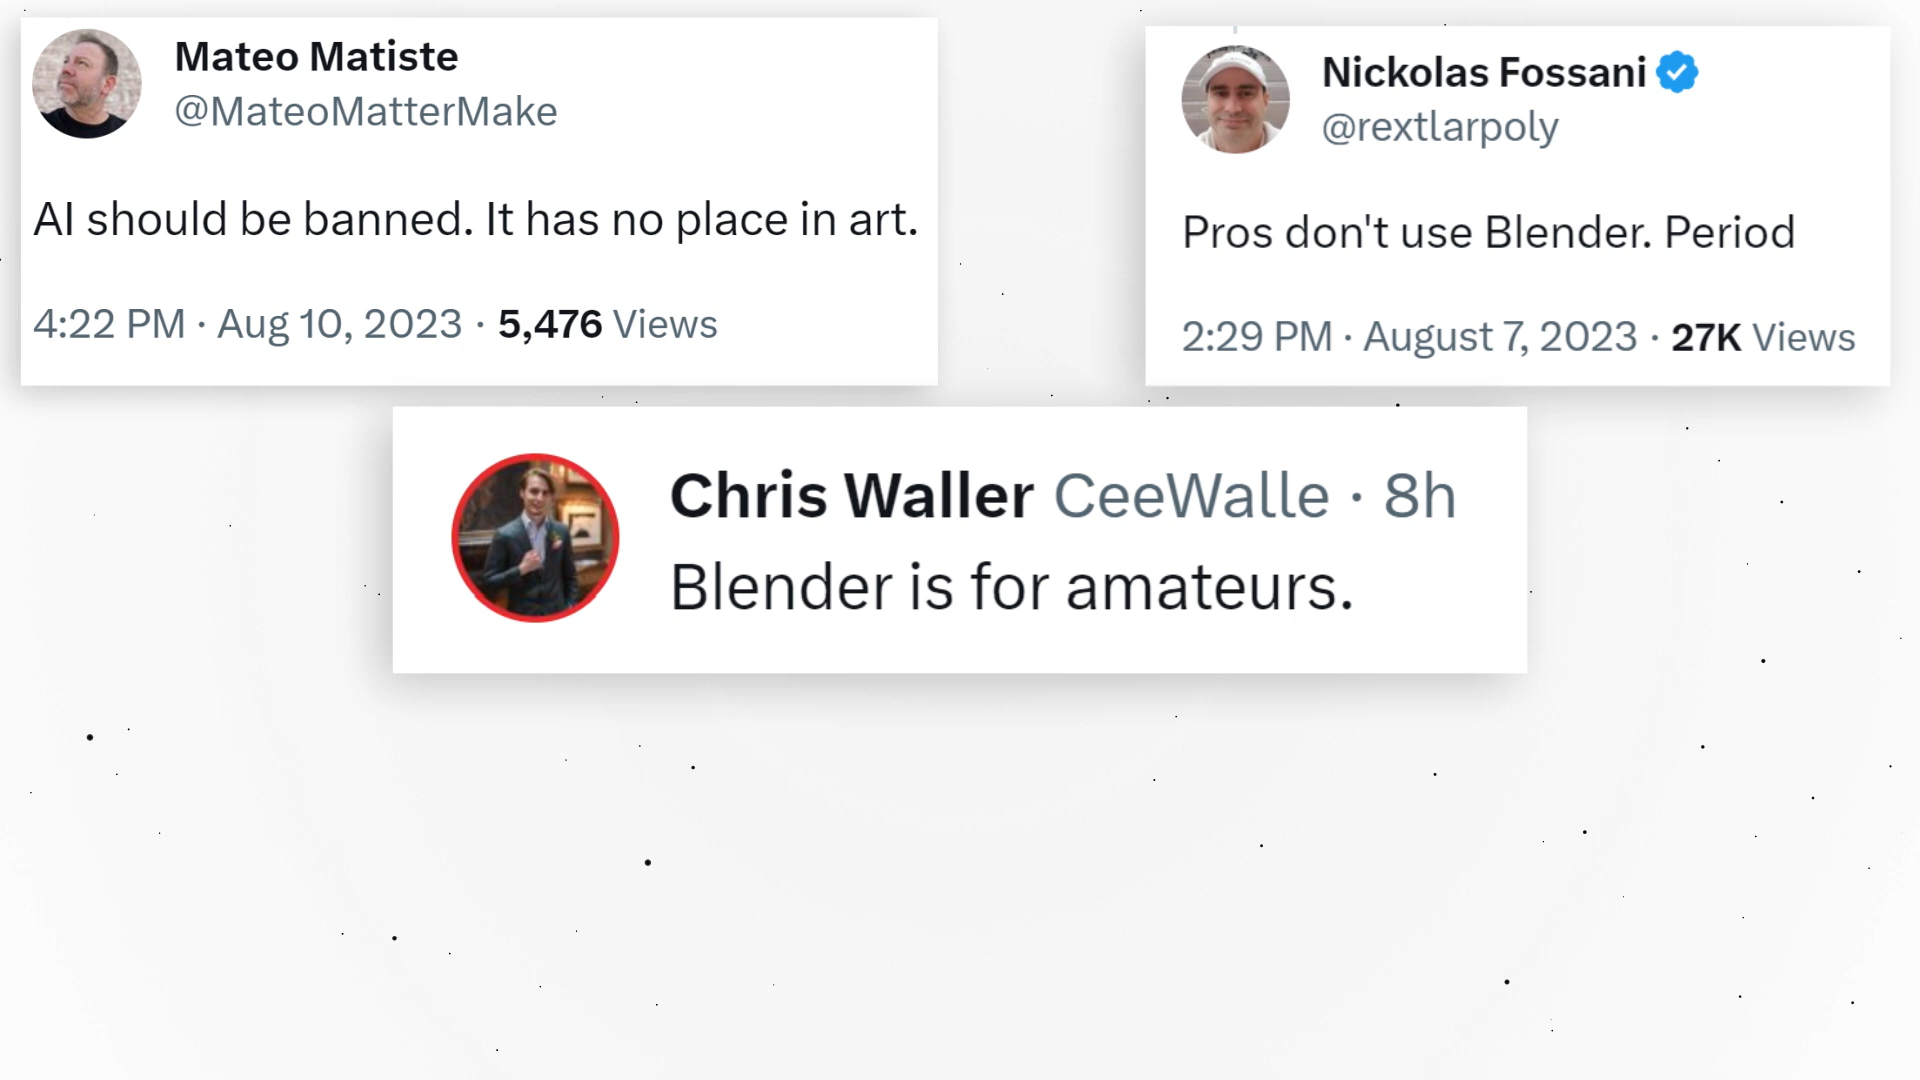 Mateo Matiste
@MateoMatterMake
AI should be banned. It has no place in art.
4:22 PM · Aug 10, 2023 · 5,476 Views
Nickolas Fossani
@rextlarpoly
Pros don't use Blender. Period
2:29 PM · August 7, 2023 · 27K Views
Chris Waller CeeWalle · 8h
Blender is for amateurs.